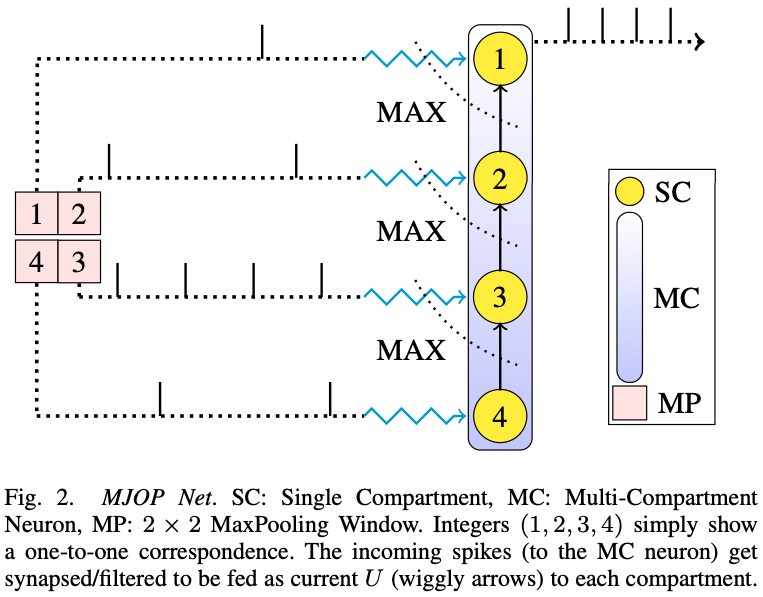 1
MAX
2
SC
1 2
4 3
MAX
3
MC
MAX
4
MP
Fig. 2. MJOP Net. SC: Single Compartment, MC: Multi-Compartment
Neuron, MP: 2 × 2 MaxPooling Window. Integers (1, 2, 3, 4) simply show
a one-to-one correspondence. The incoming spikes (to the MC neuron) get
synapsed/filtered to be fed as current U (wiggly arrows) to each compartment.